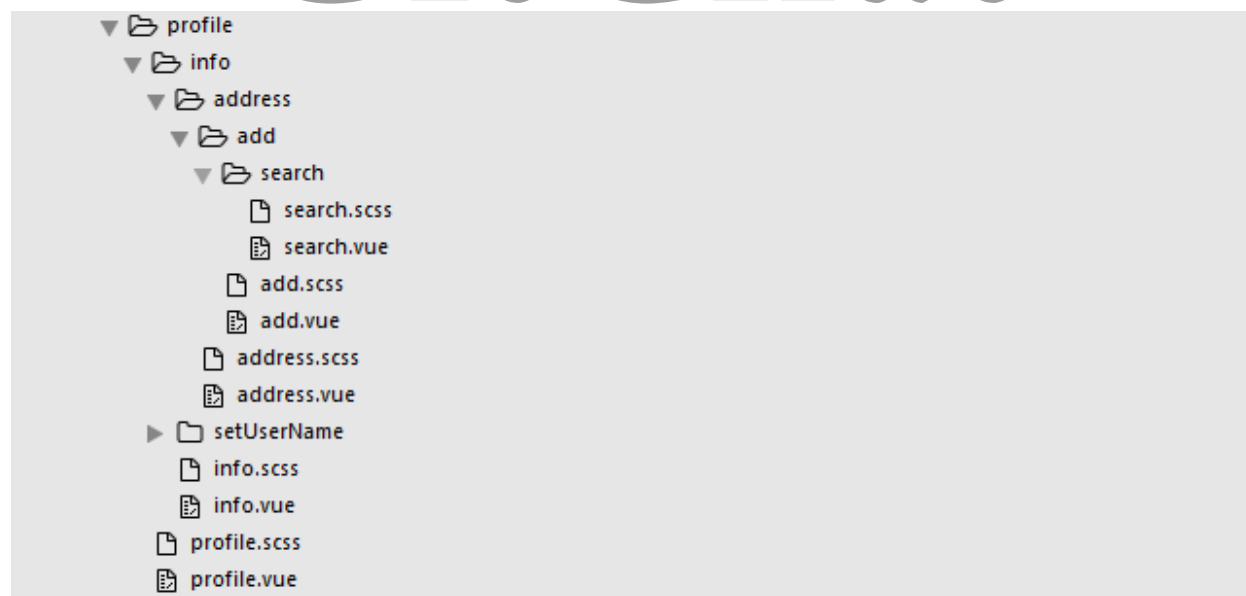 profile
info
address
add
search
search.scss
search.vue
add.scss
add.vue
address.scss
address.vue
setUserName
info.scss
info.vue
profile.scss
profile.vue